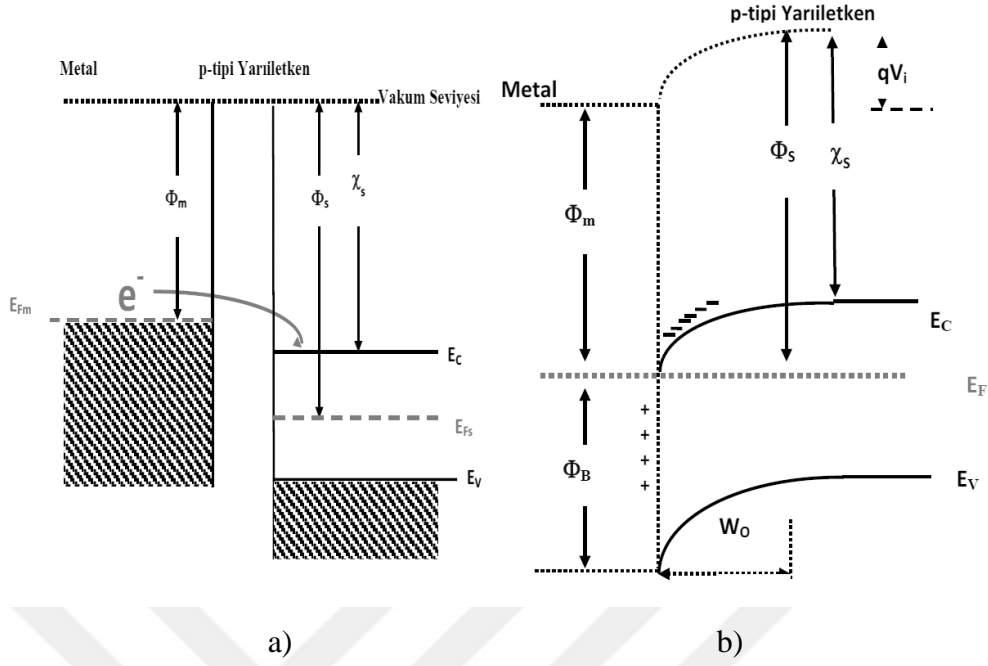 Metal
p-tipi Yarıiletken
Vakum Seviyesi
Φm
Φs
χs
EFm
e-
EC
EFs
EV
a)
p-tipi Yarıiletken
Metal
qVi
Φs
χS
Φm
EC
EF
+
+
+
+
ΦB
EV
WO
b)